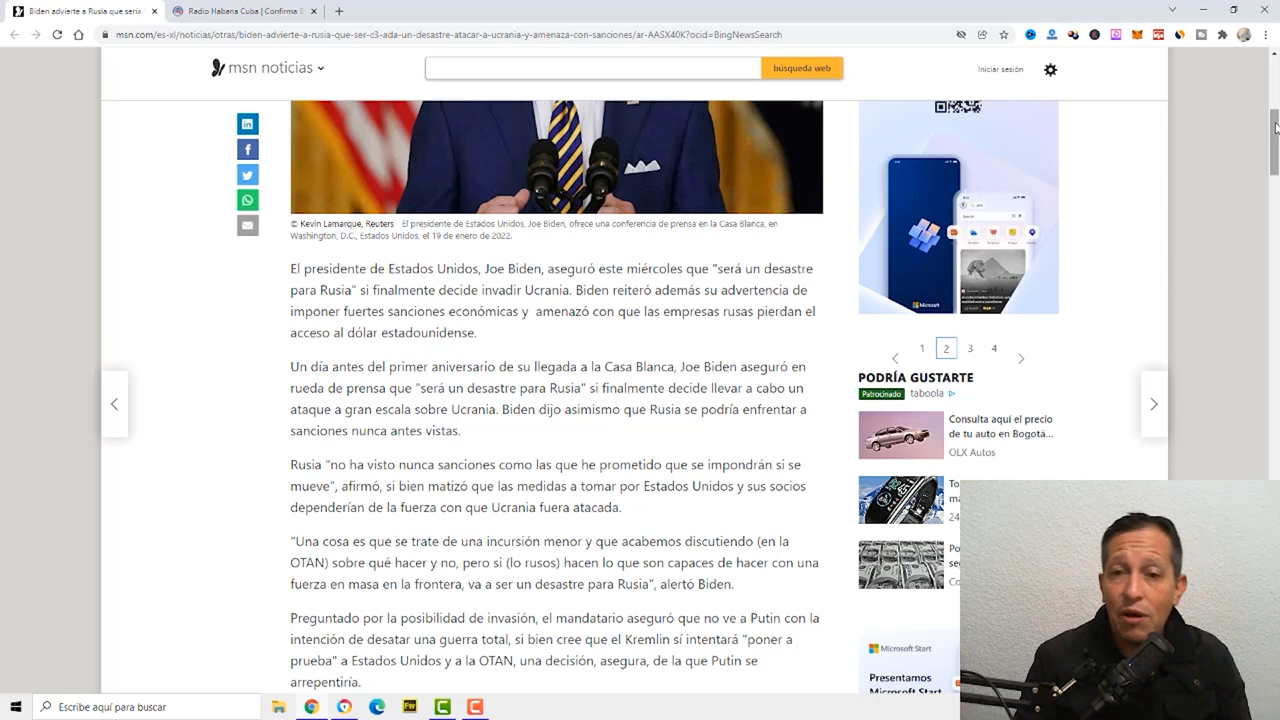 Biden advierte a Rusia que sería
Radio Habana Cuba | Confirma B
msn.com/es-xl/noticias/otras/biden-advierte-a-rusia-que-ser-c3-ada-un-desastre-atacar-a-ucrania-y-amenaza-con-sanciones/ar-AASX40K?ocid=BingNewsSearch
msn noticias
búsqueda web
Iniciar sesión
© Kevin Lamarque, Reuters El presidente de Estados Unidos, Joe Biden, ofrece una conferencia de prensa en la Casa Blanca, en
Washington, D.C., Estados Unidos, el 19 de enero de 2022.
El presidente de Estados Unidos, Joe Biden, aseguró este miércoles que "será un desastre
para Rusia" si finalmente decide invadir Ucrania. Biden reiteró además su advertencia de
imponer fuertes sanciones económicas y amenazó con que las empresas rusas pierdan el
acceso al dólar estadounidense.
Un día antes del primer aniversario de su llegada a la Casa Blanca, Joe Biden aseguró en
rueda de prensa que "será un desastre para Rusia" si finalmente decide llevar a cabo un
ataque a gran escala sobre Ucrania. Biden dijo asimismo que Rusia se podría enfrentar a
sanciones nunca antes vistas.
Rusia "no ha visto nunca sanciones como las que he prometido que se impondrán si se
mueve", afirmó, si bien matizó que las medidas a tomar por Estados Unidos y sus socios
dependerían de la fuerza con que Ucrania fuera atacada.
"Una cosa es que se trate de una incursión menor y que acabemos discutiendo (en la
OTAN) sobre qué hacer y no, pero si (lo rusos) hacen lo que son capaces de hacer con una
fuerza en masa en la frontera, va a ser un desastre para Rusia", alertó Biden.
Preguntado por la posiblidad de invasión, el mandatario aseguró que no ve a Putin con la
intención de desatar una guerra total, si bien cree que el Kremlin sí intentará "poner a
prueba" a Estados Unidos y a la OTAN, una decisión, asegura, de la que Putin se
arrepentiría.
Microsoft
1 2 3 4
PODRÍA GUSTARTE
Patrocinado taboola
Consulta aquí el precio
de tu auto en Bogotá...
OLX Autos
To
24
Po
Microsoft Start
Presentamos
Microsoft Start
Escribe aquí para buscar